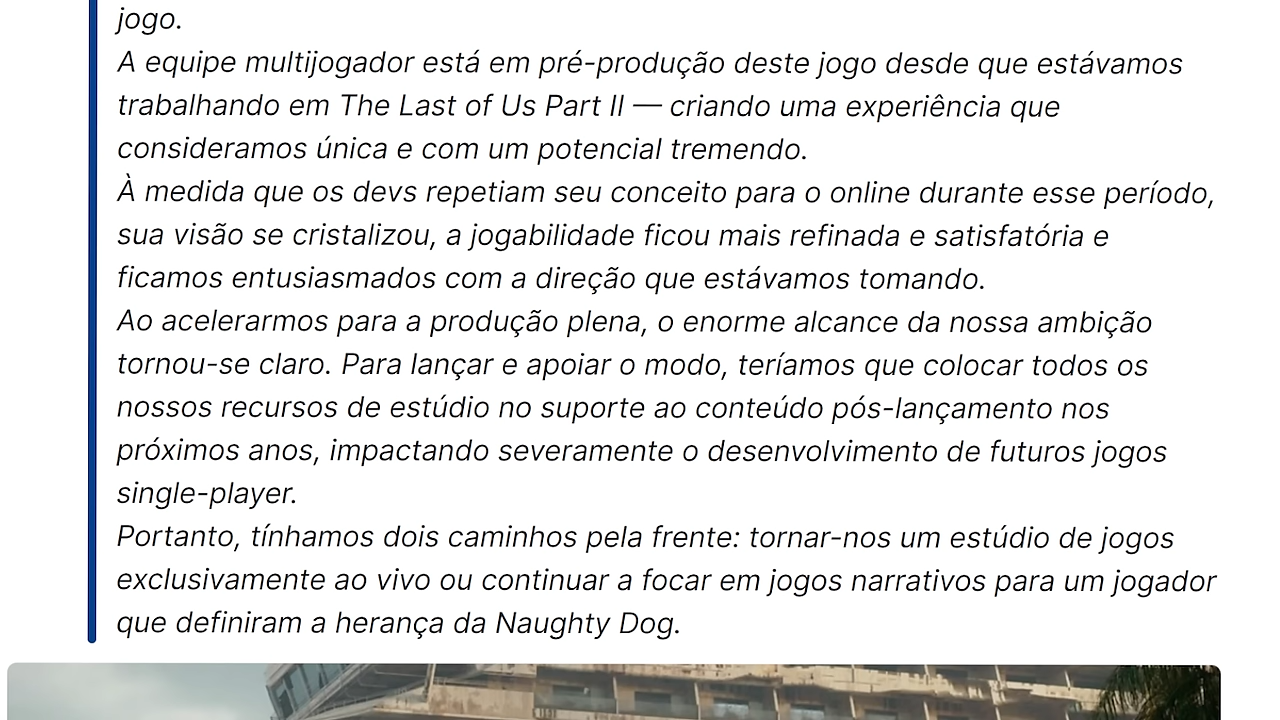 jogo.
A equipe multijogador está em pré-produção deste jogo desde que estávamos
trabalhando em The Last of Us Part II — criando uma experiência que
consideramos única e com um potencial tremendo.
À medida que os devs repetiam seu conceito para o online durante esse período,
sua visão se cristalizou, a jogabilidade ficou mais refinada e satisfatória e
ficamos entusiasmados com a direção que estávamos tomando.
Ao acelerarmos para a produção plena, o enorme alcance da nossa ambição
tornou-se claro. Para lançar e apoiar o modo, teríamos que colocar todos os
nossos recursos de estúdio no suporte ao conteúdo pós-lançamento nos
próximos anos, impactando severamente o desenvolvimento de futuros jogos
single-player.
Portanto, tínhamos dois caminhos pela frente: tornar-nos um estúdio de jogos
exclusivamente ao vivo ou continuar a focar em jogos narrativos para um jogador
que definiram a herança da Naughty Dog.